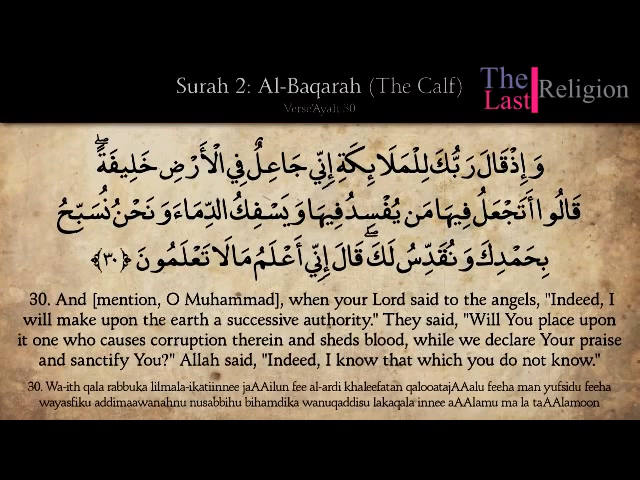 Surah 2: Al-Baqarah (The Calf)
Verse'Ayah 30
The
Last Religion
وَإِذْ قَالَ رَبُّكَ لِلْمَلَائِكَةِ إِنِّي جَاعِلٌ فِي الْأَرْضِ خَلِيفَةً ۖ
قَالُوا أَتَجْعَلُ فِيهَا مَن يُفْسِدُ فِيهَا وَيَسْفِكُ الدِّمَاءَ وَنَحْنُ نُسَبِّحُ
بِحَمْدِكَ وَنُقَدِّسُ لَكَ ۖ قَالَ إِنِّي أَعْلَمُ مَا لَا تَعْلَمُونَ ﴿٣٠﴾
30. And [mention, O Muhammad], when your Lord said to the angels, "Indeed, I
will make upon the earth a successive authority." They said, "Will You place upon
it one who causes corruption therein and sheds blood, while we declare Your praise
and sanctify You?" Allah said, "Indeed, I know that which you do not know."
30. Wa-ith qala rabbuka lilmala-ikatiinnee jaAAilun fee al-ardi khaleefatan qalooatajAAalu feeha man yufsidu feeha
wayasfiku addimaawanahnu nusabbihu bihamdika wanuqaddisu lakaqala innee aAAlamu ma la taAAlamoon